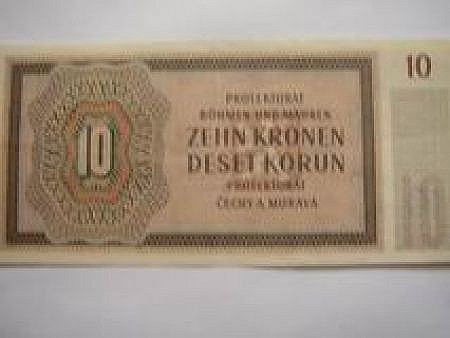 10
PROTEKTORAT
BÖHMEN UND MÄHREN
ZEHN KRONEN
DESET KORUN
PROTEKTORÁT
ČECHY A MORAVA
10